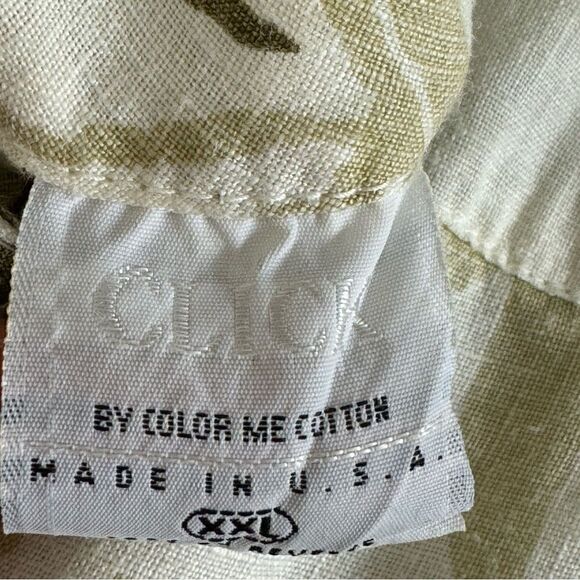 CLICK
BY COLOR ME COTTON
MADE IN U.S.A.
XXL